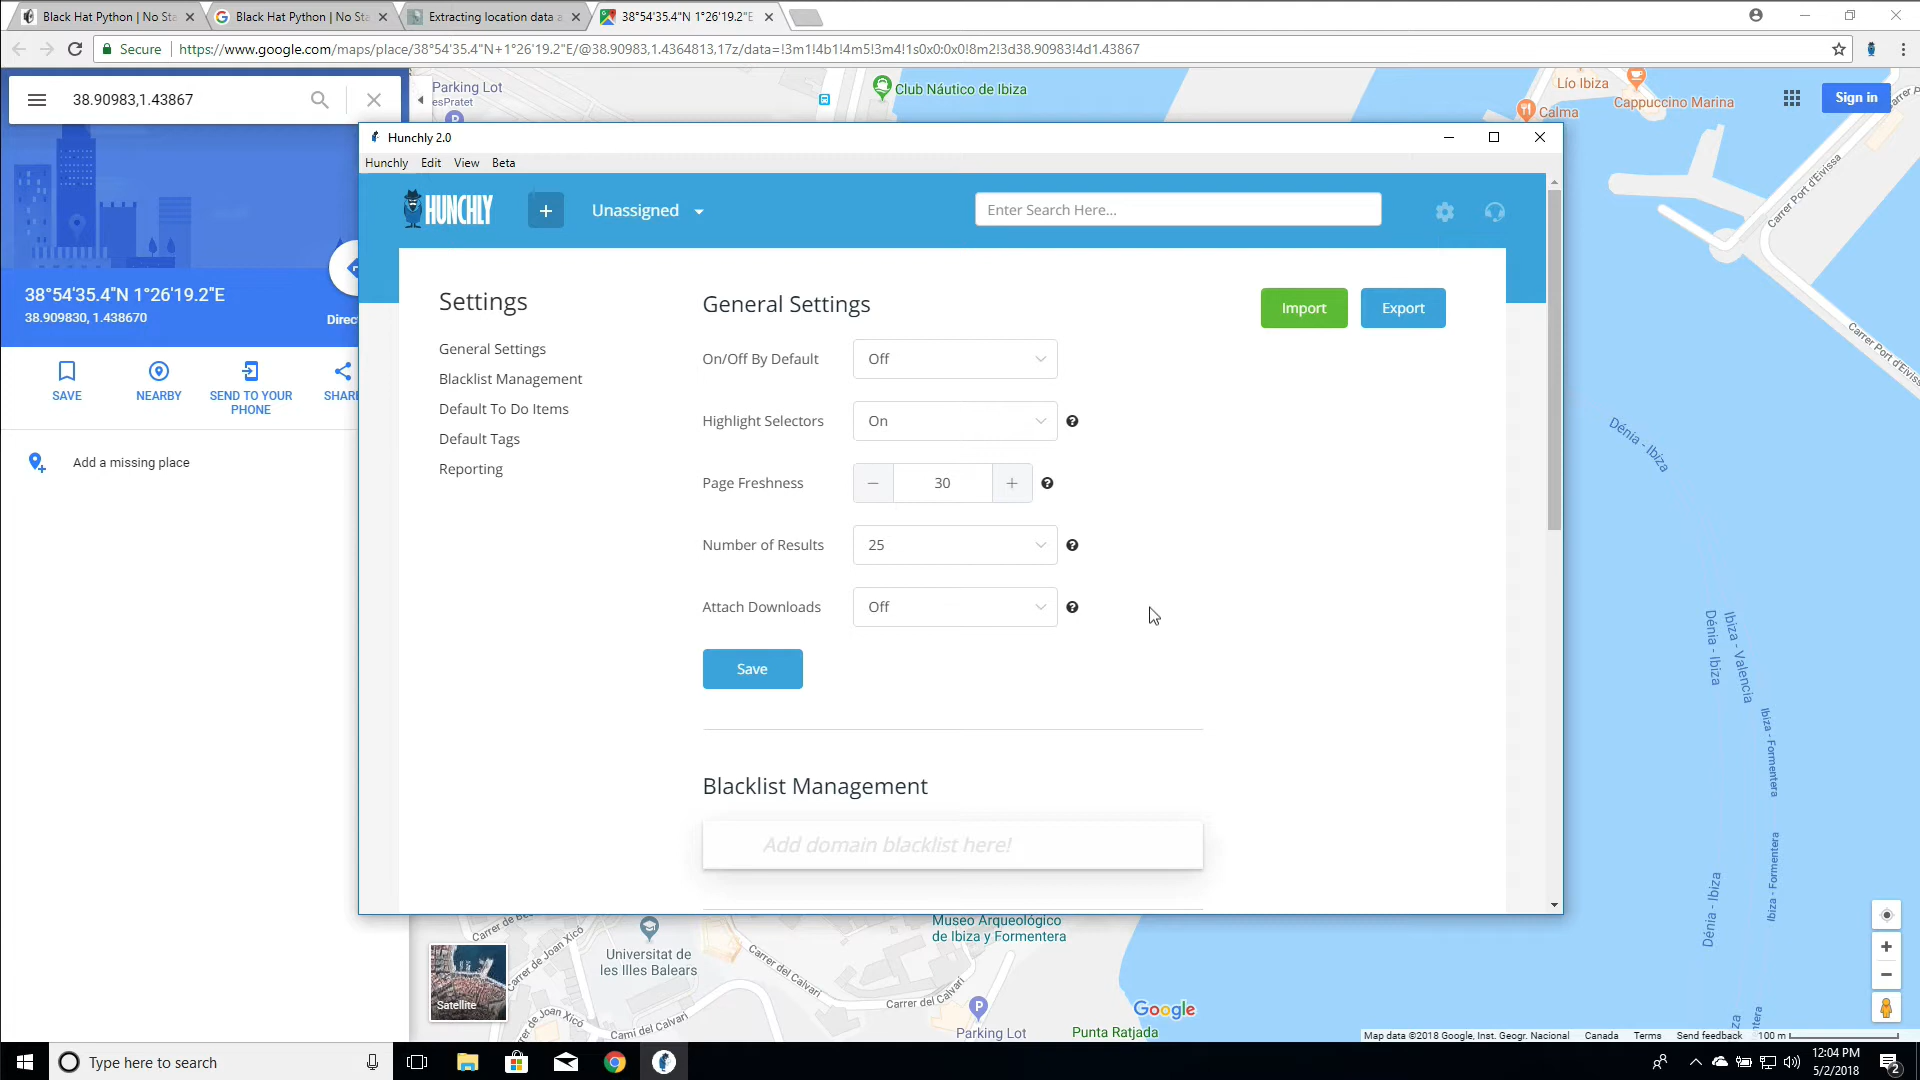 Black Hat Python | No Sta
Black Hat Python | No Sta
Extracting location data a
38°54'35.4"N 1°26'19.2"E
Secure
https://www.google.com/maps/place/38°54'35.4"N+1°26'19.2"E/@38.90983,1.4364813,17z/data=!3m1!4b1!4m5!3m4!1s0x0:0x0!8m2!3d38.90983!4d1.43867
38.90983,1.43867
Parking Lot
esPratet
Club Náutico de Ibiza
Lío Ibiza
Cappuccino Marina
Calma
Sign in
Carrer Port d'Eivissa
Carrer Port d'Eivissa
Hunchly 2.0
Hunchly Edit View Beta
HUNCHLY
+
Unassigned
Enter Search Here...
Settings
General Settings
Blacklist Management
Default To Do Items
Default Tags
Reporting
General Settings
Import
Export
On/Off By Default
Off
Highlight Selectors
On
Page Freshness
30
Number of Results
25
Attach Downloads
Off
Save
Blacklist Management
Add domain blacklist here!
38°54'35.4"N 1°26'19.2"E
38.909830, 1.438670
Direc
SAVE
NEARBY
SEND TO YOUR
PHONE
SHARE
Add a missing place
Dénia - Ibiza
Dénia - Ibiza
Ibiza - Valencia
Ibiza - Formentera
Ibiza - Formentera
Dénia - Ibiza
Carrer de Joan Xicó
Universitat de
les Illes Balears
Carrer del Calvari
Carrer del Calvari
Camí del Calvari
Museo Arqueológico
de Ibiza y Formentera
Parking Lot
Punta Ratjada
Satellite
Google
Map data ©2018 Google, Inst. Geogr. Nacional
Canada
Terms
Send feedback
100 m
Type here to search
12:04 PM
5/2/2018
2